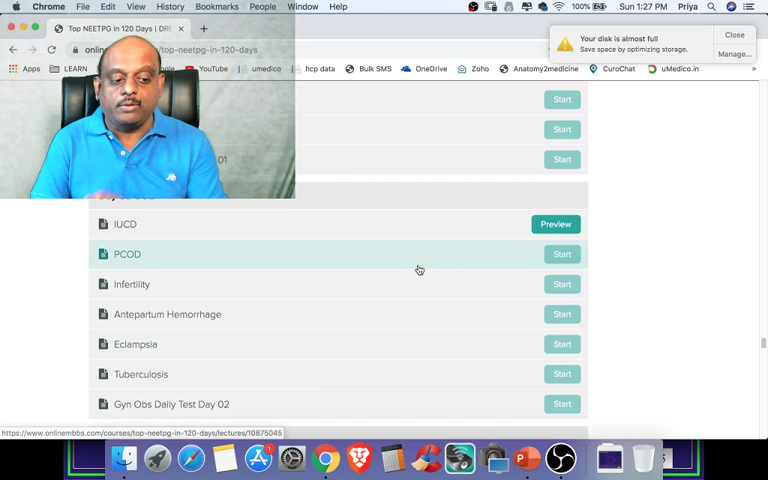 Chrome File Edit View History Bookmarks People Window Help 100% Sun 1:27 PM Priya
Top NEETPG in 120 Days | DRE
Your disk is almost full
Save space by optimizing storage.
Close
Manage...
onlin
/top-neetpg-in-120-days
Apps LEARN YouTube umedico hcp data Bulk SMS OneDrive Zoho Anatomy2medicine CuroChat uMedico.in »
Start
Start
01 Start
IUCD Preview
PCOD Start
Infertility Start
Antepartum Hemorrhage Start
Eclampsia Start
Tuberculosis Start
Gyn Obs Daily Test Day 02 Start
https://www.onlinembbs.com/courses/top-neetpg-in-120-days/lectures/10875045